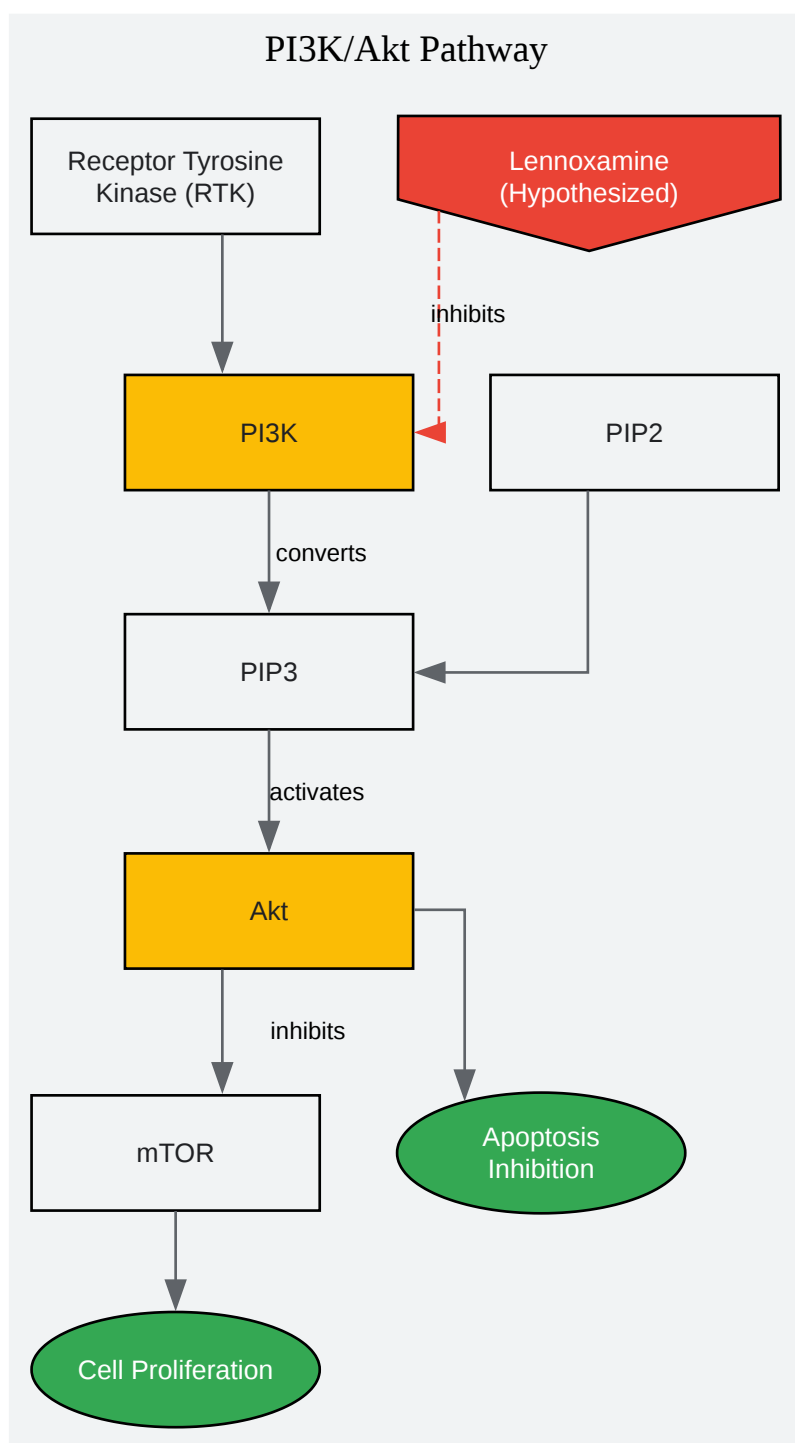 PI3K/Akt Pathway
Receptor Tyrosine
Kinase (RTK)
Lennoxamine
(Hypothesized)
inhibits
PI3K
PIP2
converts
PIP3
activates
Akt
inhibits
mTOR
Apoptosis
Inhibition
Cell Proliferation